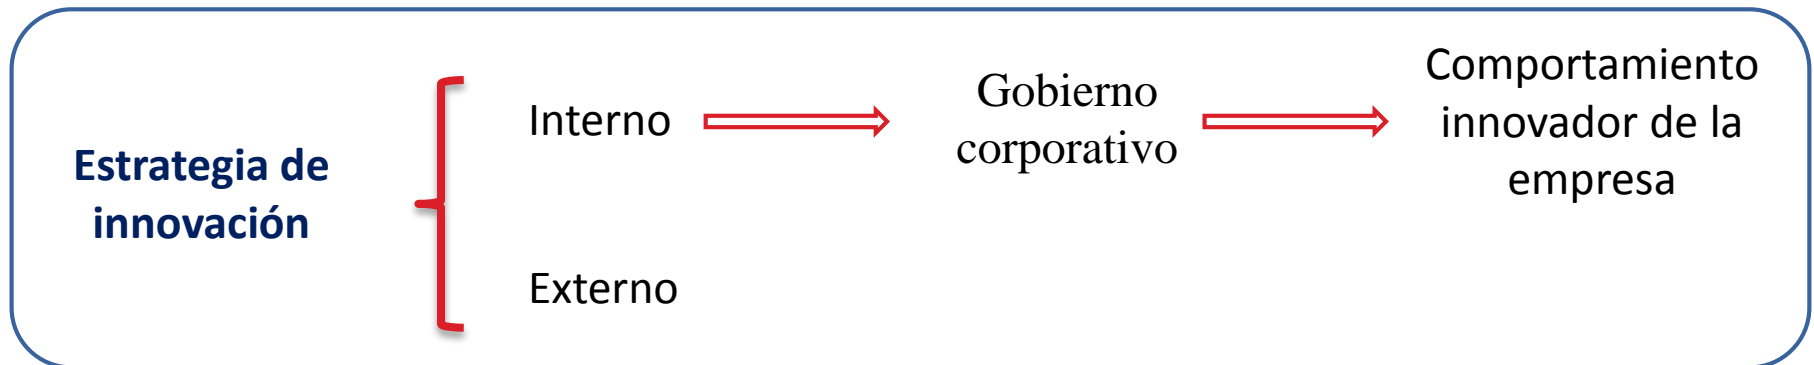 Estrategia de
innovación
Interno
Externo
Gobierno
corporativo
Comportamiento
innovador de la
empresa